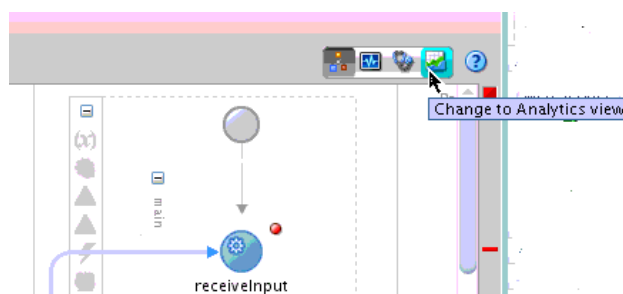 ?
Change to Analytics view
(x)
main
receiveInput